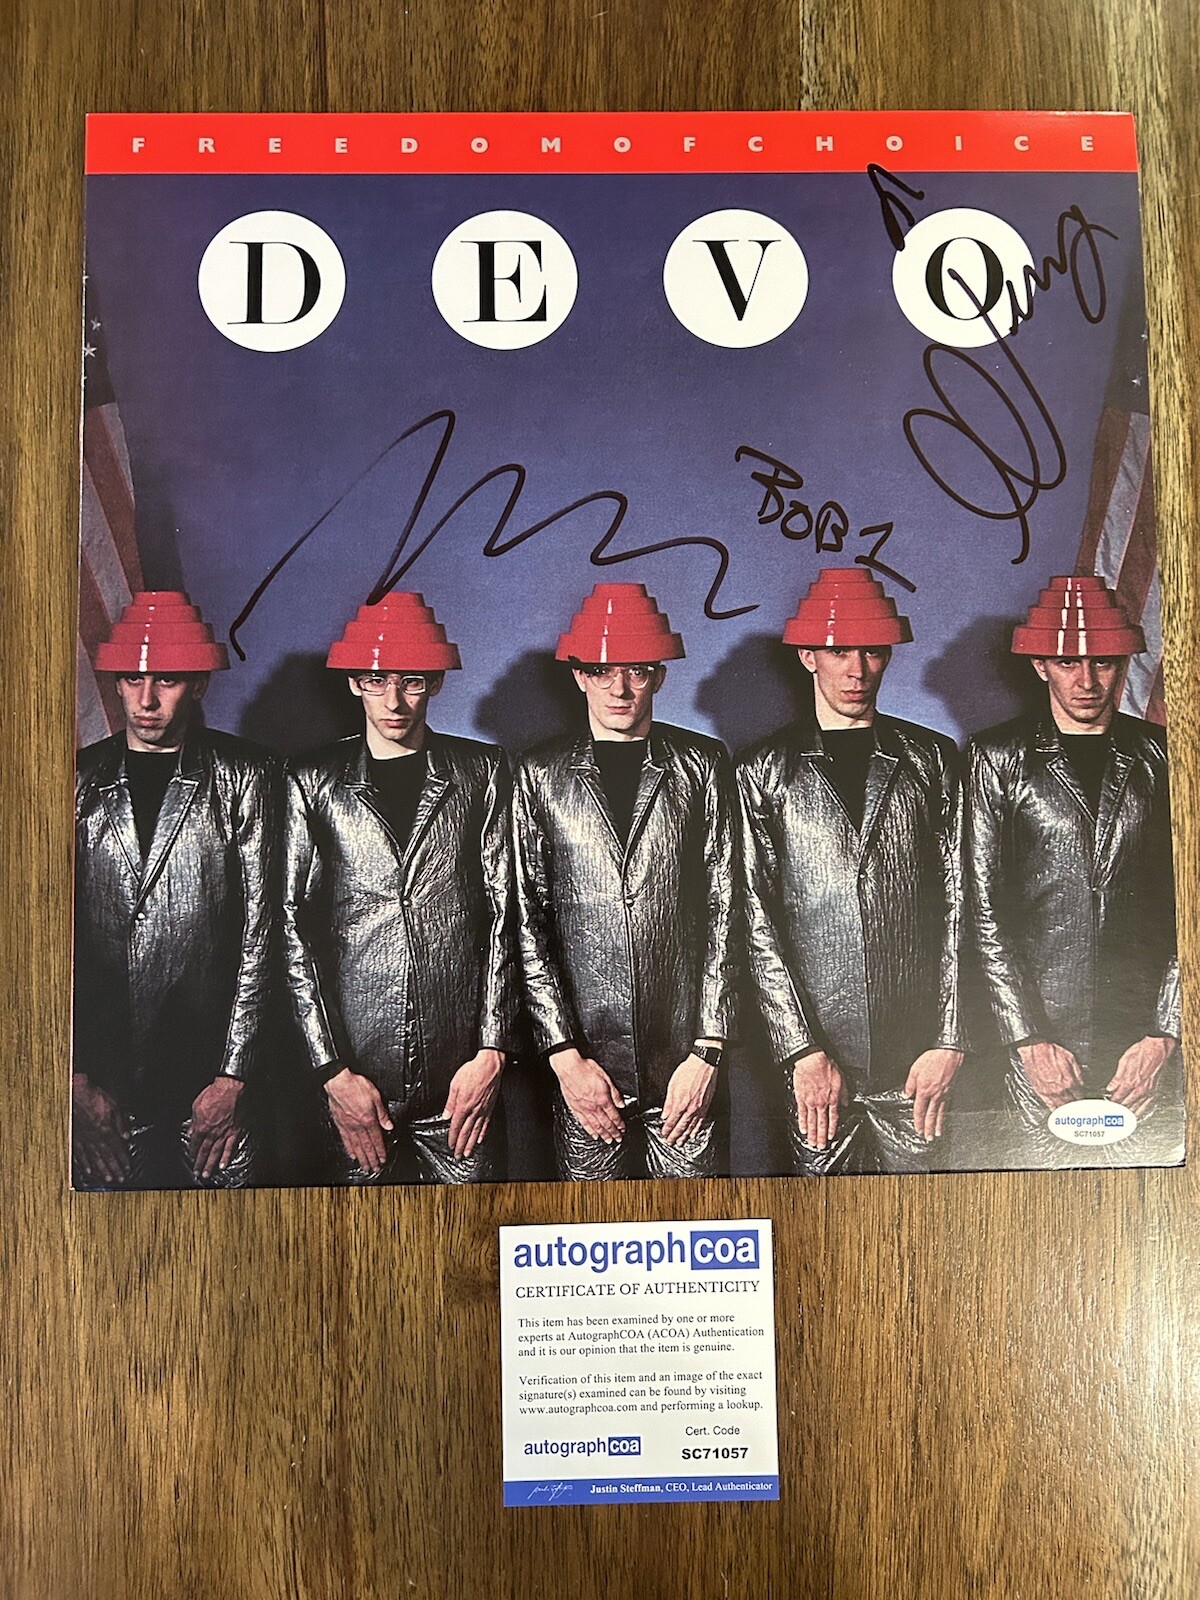 FREEDOM OF CHOICE
DEVO
BOB 1
autographcoa
SC71057
autographcoa
CERTIFICATE OF AUTHENTICITY
This item has been examined by one or more
experts at AutographCOA (ACOA) Authentication
and it is our opinion that the item is genuine.
Verification of this item and an image of the exact
signature(s) examined can be found by visiting
www.autographcoa.com and performing a lookup.
Cert. Code
autographcoa
SC71057
Justin Steffman, CEO, Lead Authenticator